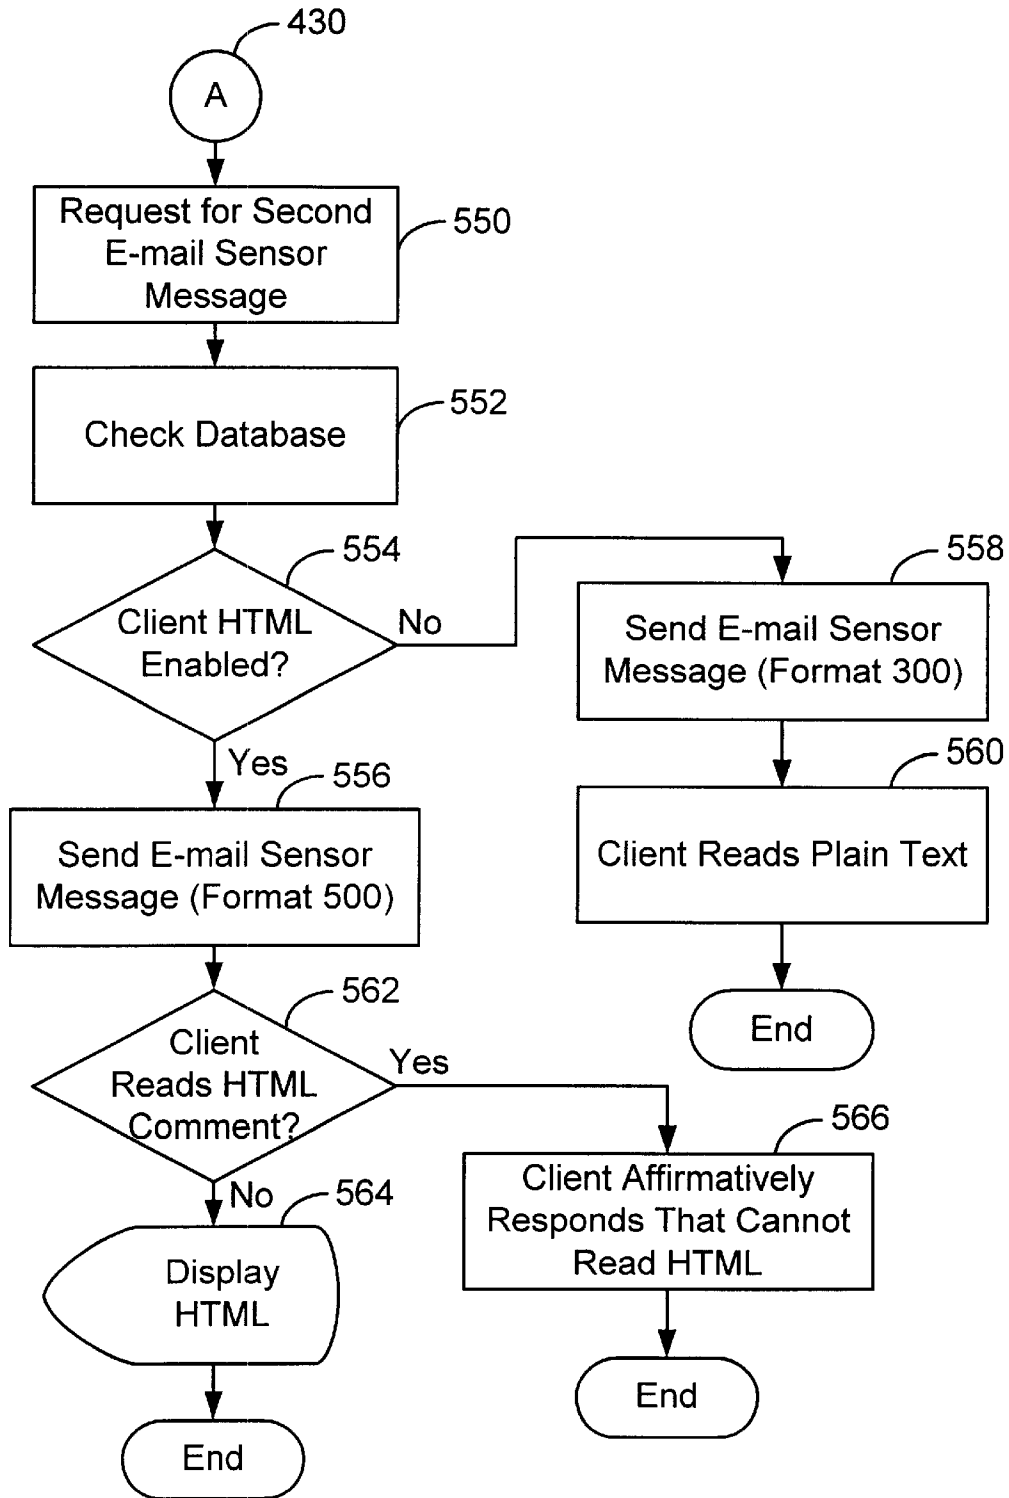 430
A
Request for Second
E-mail Sensor
Message
550
Check Database
552
554
Client HTML
Enabled?
No
Yes
558
Send E-mail Sensor
Message (Format 300)
560
Client Reads Plain Text
End
556
Send E-mail Sensor
Message (Format 500)
562
Client
Reads HTML
Comment?
Yes
No
566
Client Affirmatively
Responds That Cannot
Read HTML
End
564
Display
HTML
End